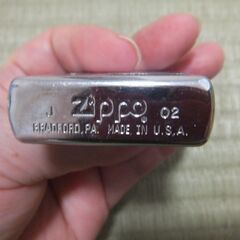 J Zippo 02
BRADFORD, PA. MADE IN U.S.A.